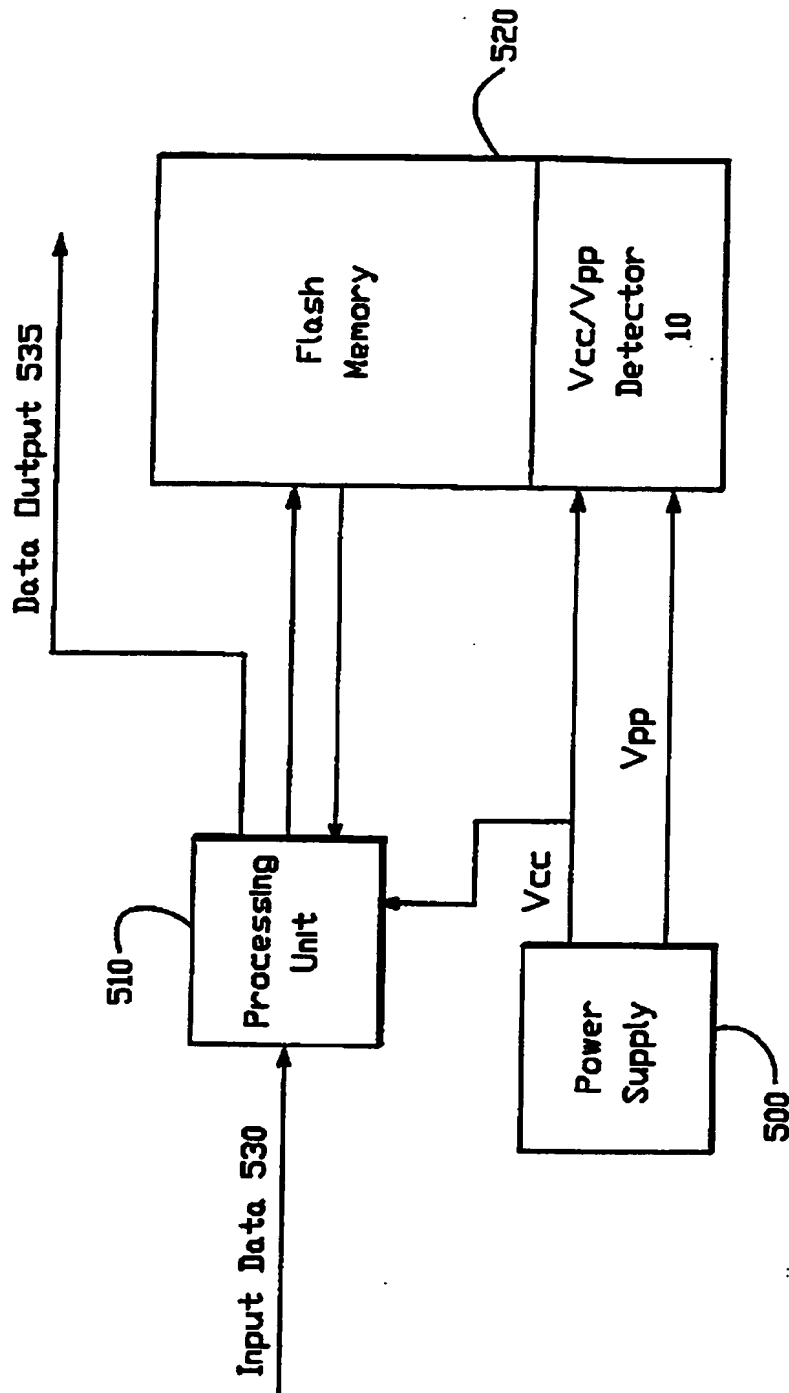 Data Output 535
520
Flash
Memory
Vcc/Vpp
Detector
10
510
Processing
Unit
Input Data 530
Vcc
Vpp
Power
Supply
500